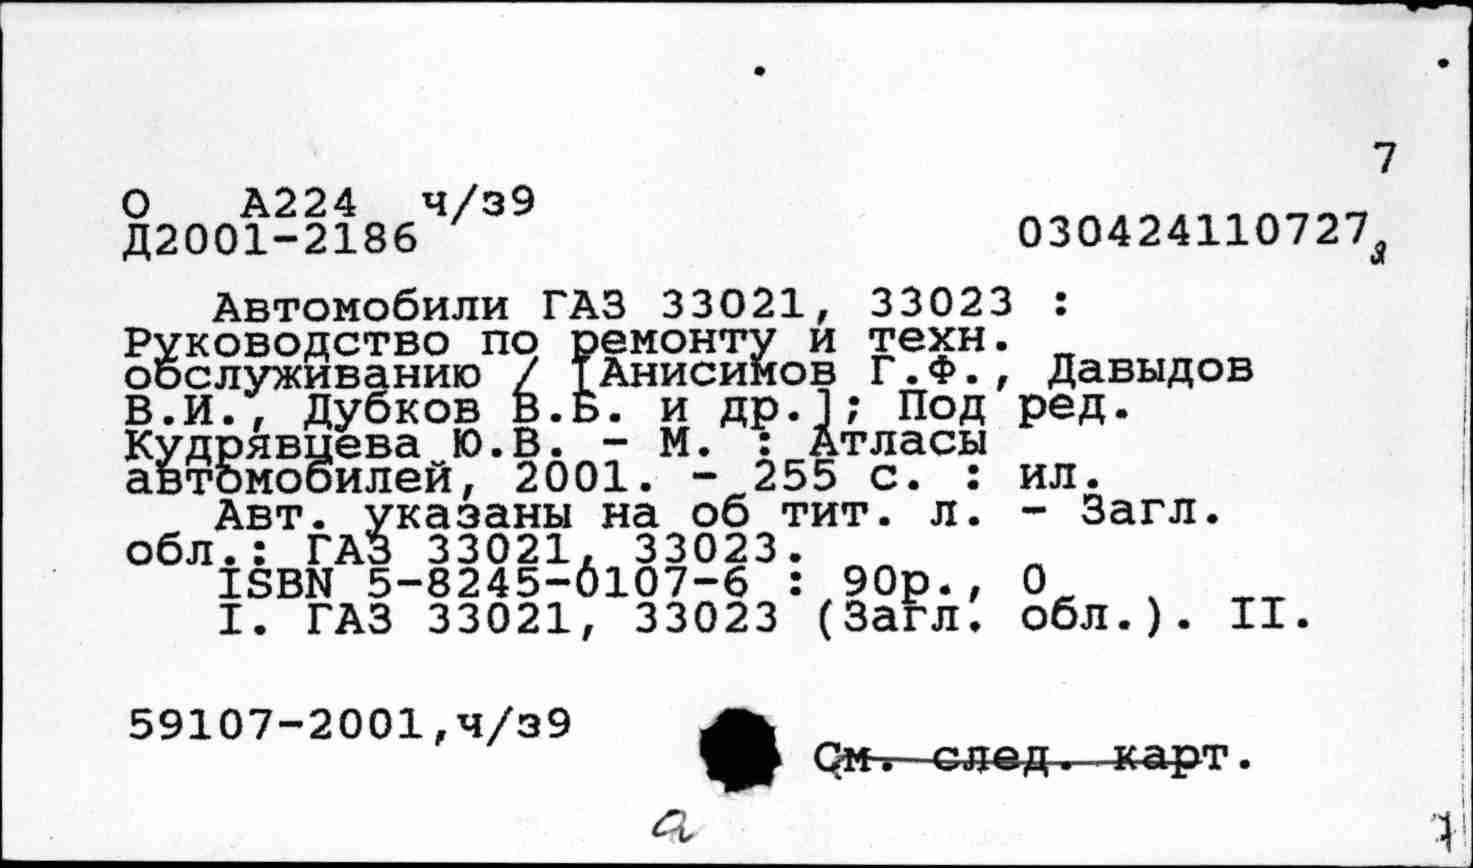 7
О А224 ч/з9
Д2001-2186 030424110727
Автомобили ГАЗ 33021, 33023 :
Руководство по ремонту и техн.
обслуживанию / [Анисимов Г.Ф., Давыдов
В.И., Дубков В.Б. и др.]; Под ред.
Кудрявцева Ю.В. - М. : Атласы
автомобилей, 2001. - 255 с. : ил.
Авт. указаны на об тит. л. - Загл.
обл.: ГАЗ 33021, 33023.
ISBN 5-8245-0107-6 : 90р., 0
I. ГАЗ 33021, 33023 (Загл. обл.). II.
59107-2001,ч/з9
См. след. карт.